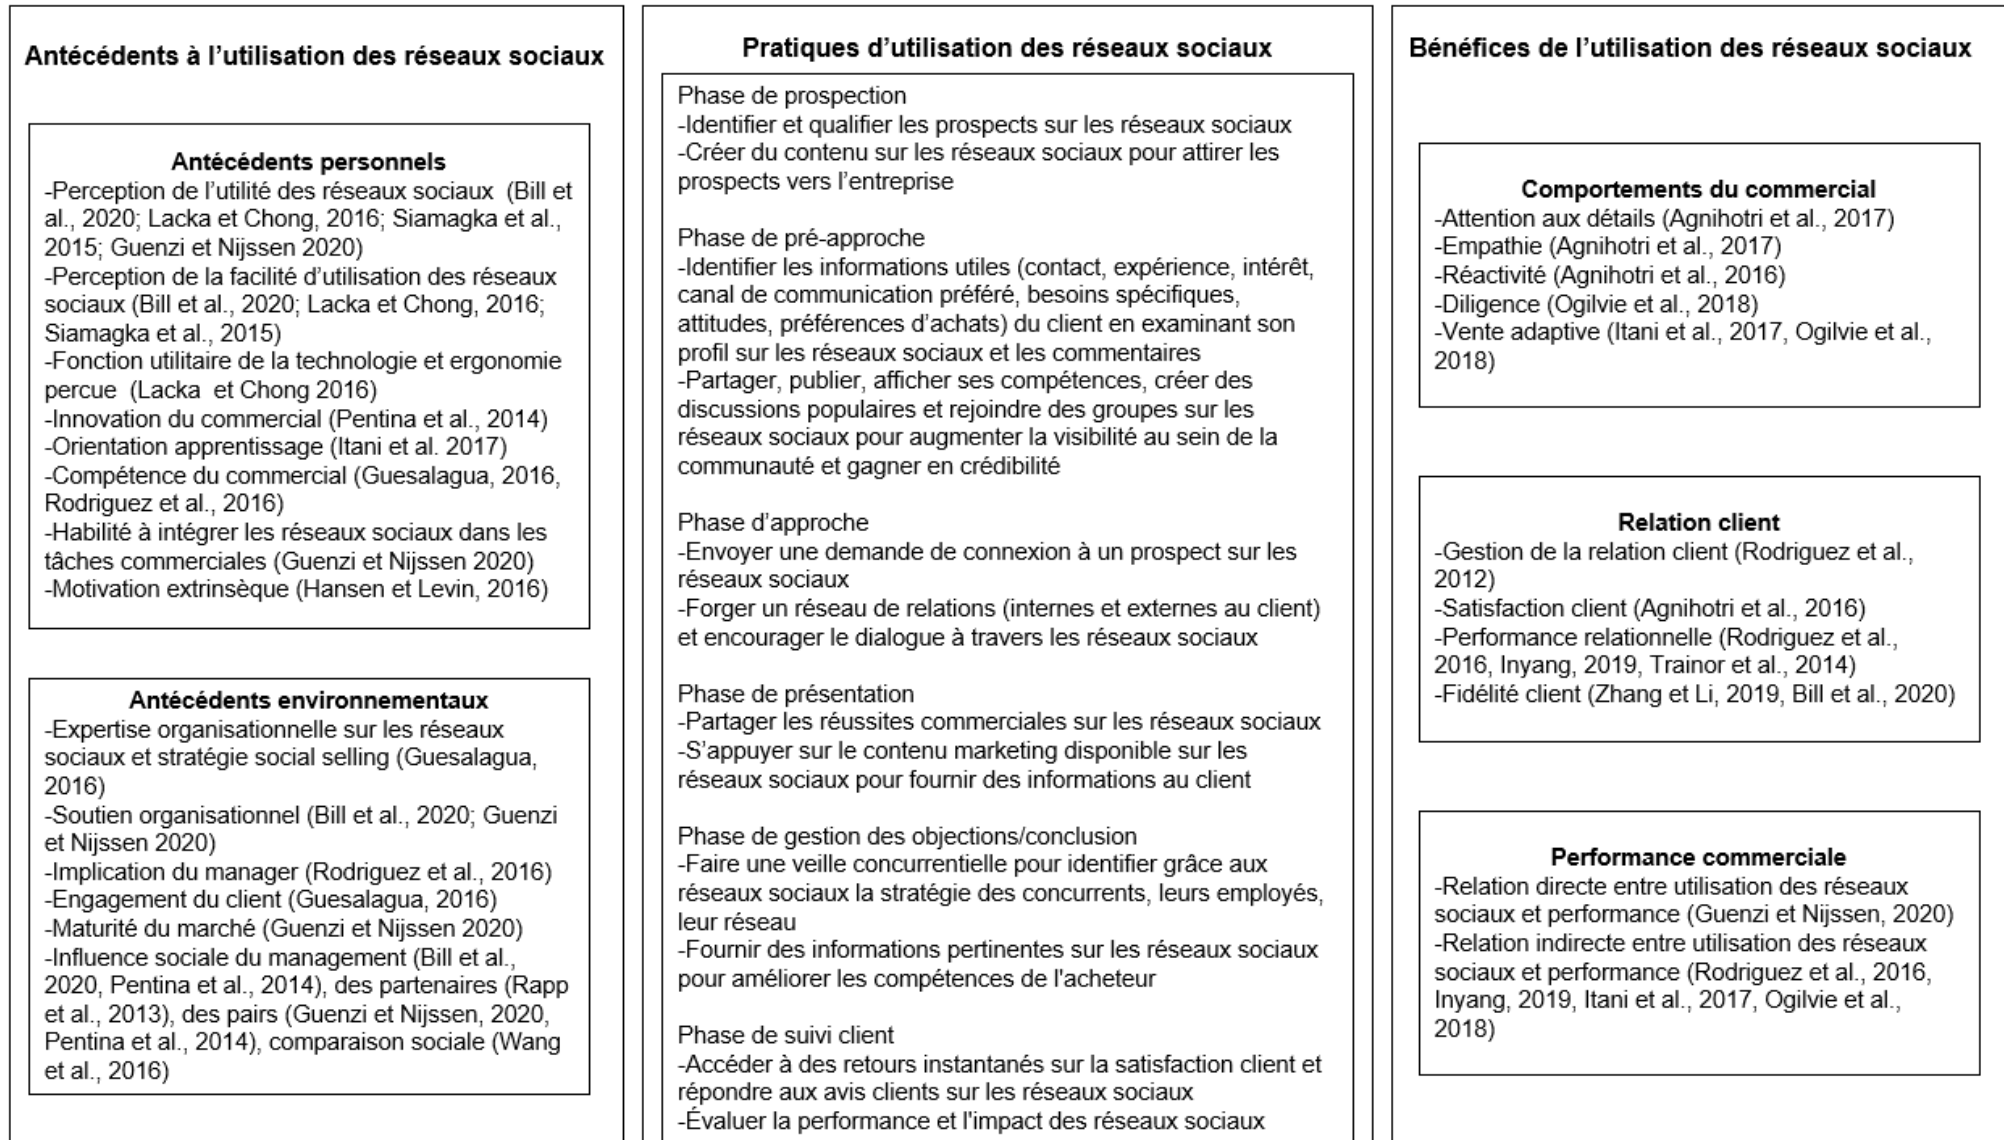 Antécédents à l'utilisation des réseaux sociaux
Antécédents personnels
-Perception de l'utilité des réseaux sociaux (Bill et
al., 2020; Lacka et Chong, 2016; Siamagka et al.,
2015; Guenzi et Nijssen 2020)
-Perception de la facilité d'utilisation des réseaux
sociaux (Bill et al., 2020; Lacka et Chong, 2016;
Siamagka et al., 2015)
-Fonction utilitaire de la technologie et ergonomie
percue (Lacka et Chong 2016)
-Innovation du commercial (Pentina et al., 2014)
-Orientation apprentissage (Itani et al. 2017)
-Compétence du commercial (Guesalagua, 2016,
Rodriguez et al., 2016)
-Habilité à intégrer les réseaux sociaux dans les
tâches commerciales (Guenzi et Nijssen 2020)
-Motivation extrinsèque (Hansen et Levin, 2016)
Antécédents environnementaux
-Expertise organisationnelle sur les réseaux
sociaux et stratégie social selling (Guesalagua,
2016)
-Soutien organisationnel (Bill et al., 2020; Guenzi
et Nijssen 2020)
-Implication du manager (Rodriguez et al., 2016)
-Engagement du client (Guesalagua, 2016)
-Maturité du marché (Guenzi et Nijssen 2020)
-Influence sociale du management (Bill et al.,
2020, Pentina et al., 2014), des partenaires (Rapp
et al., 2013), des pairs (Guenzi et Nijssen, 2020,
Pentina et al., 2014), comparaison sociale (Wang
et al., 2016)
Pratiques d'utilisation des réseaux sociaux
Phase de prospection
-Identifier et qualifier les prospects sur les réseaux sociaux
-Créer du contenu sur les réseaux sociaux pour attirer les
prospects vers l'entreprise
Phase de pré-approche
-Identifier les informations utiles (contact, expérience, intérêt,
canal de communication préféré, besoins spécifiques,
attitudes, préférences d'achats) du client en examinant son
profil sur les réseaux sociaux et les commentaires
-Partager, publier, afficher ses compétences, créer des
discussions populaires et rejoindre des groupes sur les
réseaux sociaux pour augmenter la visibilité au sein de la
communauté et gagner en crédibilité
Phase d'approche
-Envoyer une demande de connexion à un prospect sur les
réseaux sociaux
-Forger un réseau de relations (internes et externes au client)
et encourager le dialogue à travers les réseaux sociaux
Phase de présentation
-Partager les réussites commerciales sur les réseaux sociaux
-S'appuyer sur le contenu marketing disponible sur les
réseaux sociaux pour fournir des informations au client
Phase de gestion des objections/conclusion
-Faire une veille concurrentielle pour identifier grâce aux
réseaux sociaux la stratégie des concurrents, leurs employés,
leur réseau
-Fournir des informations pertinentes sur les réseaux sociaux
pour améliorer les compétences de l'acheteur
Phase de suivi client
-Accéder à des retours instantanés sur la satisfaction client et
répondre aux avis clients sur les réseaux sociaux
-Évaluer la performance et l'impact des réseaux sociaux
Bénéfices de l'utilisation des réseaux sociaux
Comportements du commercial
-Attention aux détails (Agnihotri et al., 2017)
-Empathie (Agnihotri et al., 2017)
-Réactivité (Agnihotri et al., 2016)
-Diligence (Ogilvie et al., 2018)
-Vente adaptive (Itani et al., 2017, Ogilvie et al.,
2018)
Relation client
-Gestion de la relation client (Rodriguez et al.,
2012)
-Satisfaction client (Agnihotri et al., 2016)
-Performance relationnelle (Rodriguez et al.,
2016, Inyang, 2019, Trainor et al., 2014)
-Fidélité client (Zhang et Li, 2019, Bill et al., 2020)
Performance commerciale
-Relation directe entre utilisation des réseaux
sociaux et performance (Guenzi et Nijssen, 2020)
-Relation indirecte entre utilisation des réseaux
sociaux et performance (Rodriguez et al., 2016,
Inyang, 2019, Itani et al., 2017, Ogilvie et al.,
2018)